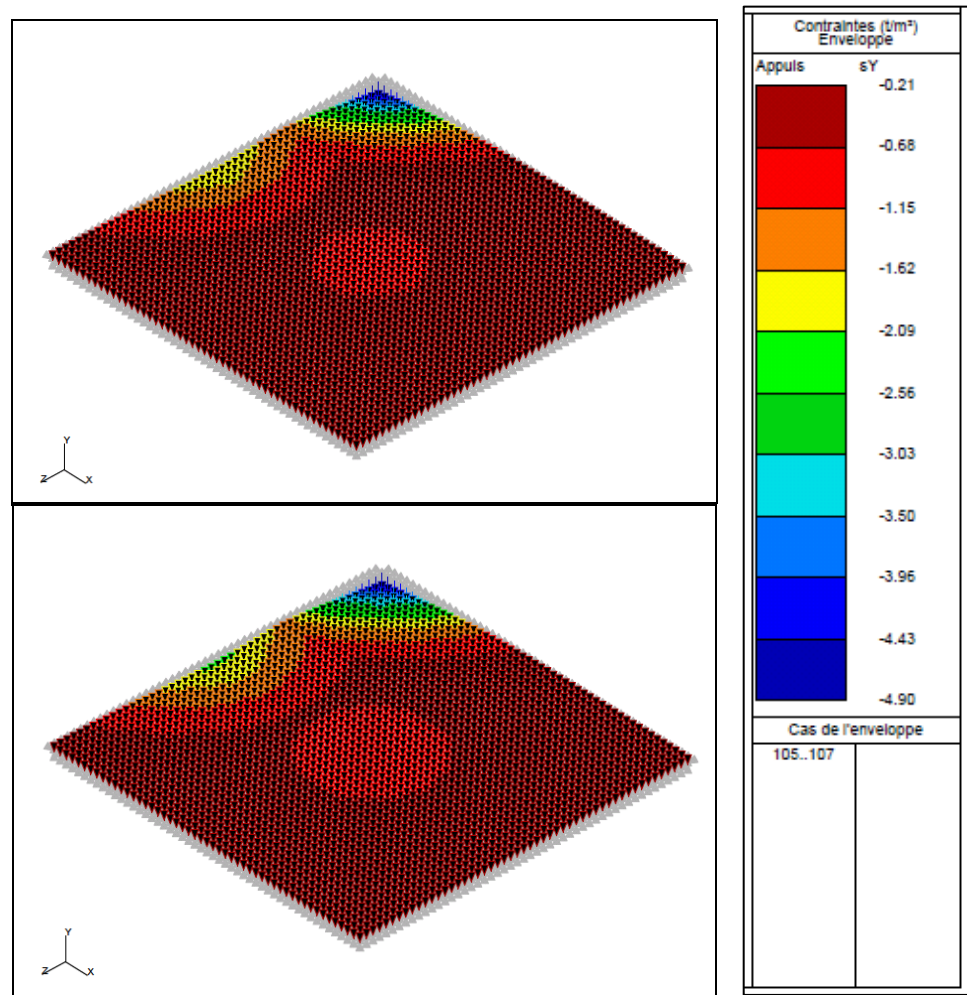 Y
Z
X
Y
Z
X
Contraintes (t/m²)
Enveloppe
Appuis sY
-0.21
-0.68
-1.15
-1.62
-2.09
-2.56
-3.03
-3.50
-3.96
-4.43
-4.90
Cas de l'enveloppe
105..107